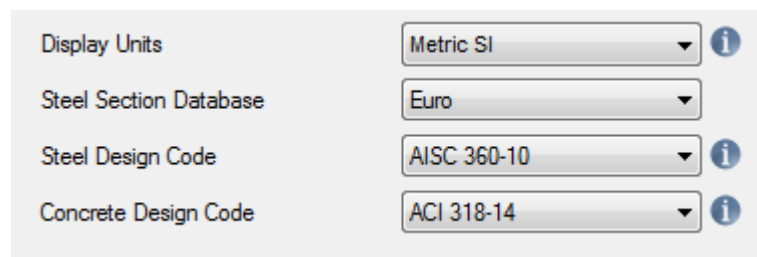 Display Units Metric SI
Steel Section Database Euro
Steel Design Code AISC 360-10
Concrete Design Code ACI 318-14